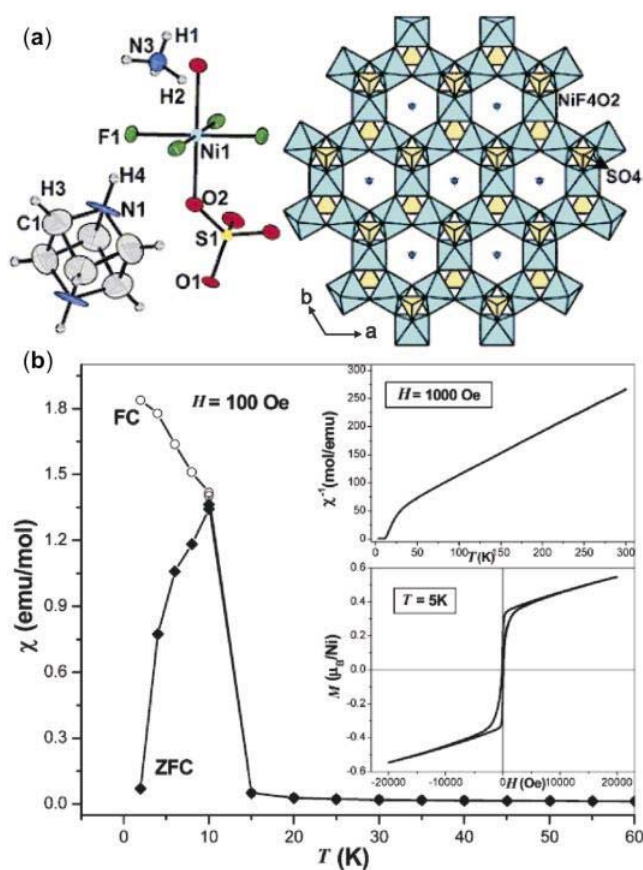 (a)
N3
H1
H2
F1
Ni1
H3
H4
N1
C1
O2
S1
O1
NiF4O2
SO4
b
a
(b)
FC
H = 100 Oe
ZFC
χ (emu/mol)
1.8
1.5
1.2
0.9
0.6
0.3
0.0
0 10 20 30 40 50 60
T (K)
H = 1000 Oe
χ⁻¹(mol/emu)
300
250
200
150
100
50
0
0 50 100 150 200 250 300
T(K)
T = 5K
M (μB/Ni)
0.6
0.4
0.2
0.0
-0.2
-0.4
-0.6
-20000 -10000 0 10000 20000
H(Oe)